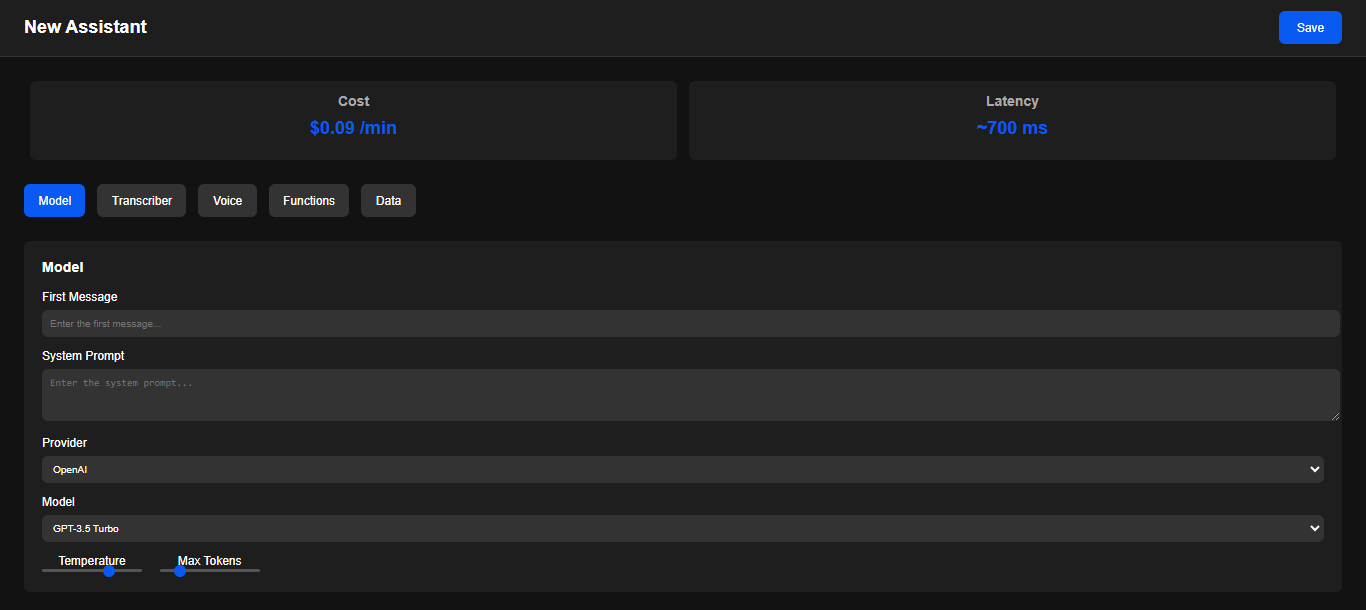 New Assistant
Save
Cost
$0.09 /min
Latency
~700 ms
Model
Transcriber
Voice
Functions
Data
Model
First Message
Enter the first message...
System Prompt
Enter the system prompt...
Provider
OpenAI
Model
GPT-3.5 Turbo
Temperature
Max Tokens